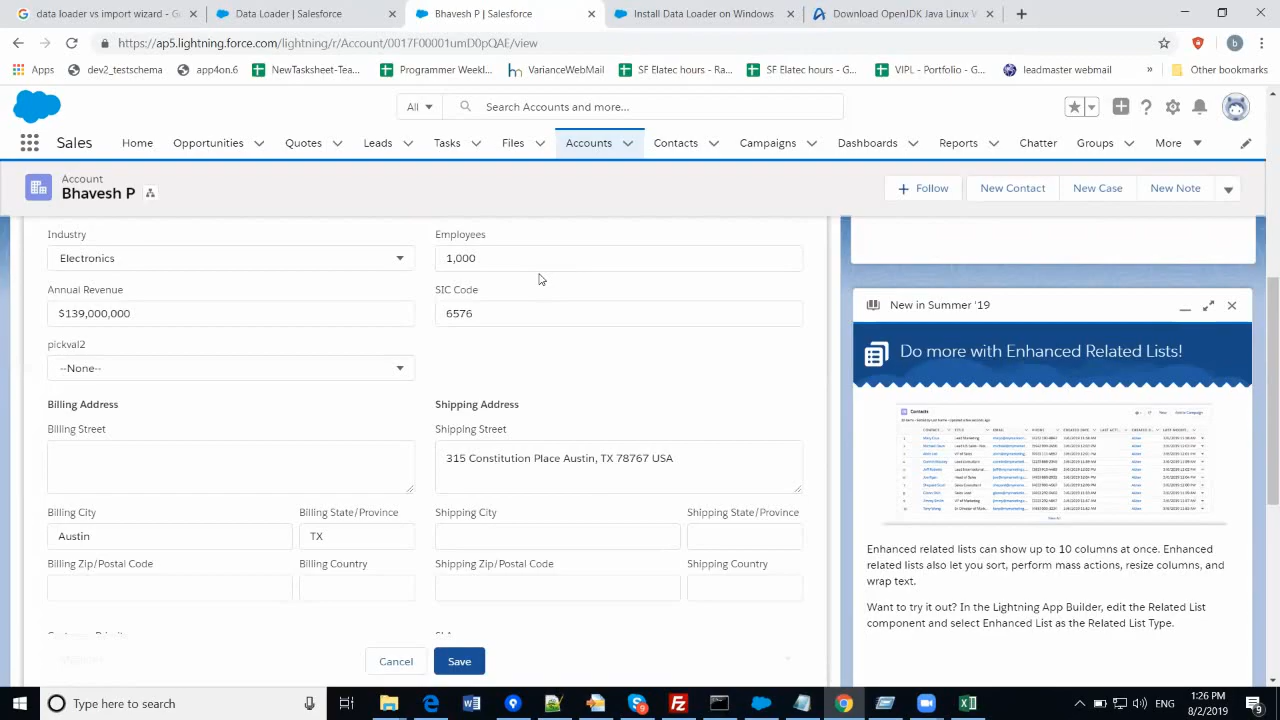 data loader vs import wizard - G
Data Loader | Salesforce
Bhavesh P | Salesforce
Install Data Loader on Windows
Download OpenJDK Java V
https://ap5.lightning.force.com/lightning/r/Account/0017F00001umD0pQAE/view
Apps
dev2_testschema
app4on.6
NewTasksheet-Tea...
ProgrammeWeekl...
VarianceWebMail
SF Elatec hours - G...
SF Elatec hours - G...
VIPL - Portfolio - G...
leadmaster webmail
»
Other bookmarks
All
Search Accounts and more...
Sales
Home
Opportunities
Quotes
Leads
Tasks
Files
Accounts
Contacts
Campaigns
Dashboards
Reports
Chatter
Groups
More
Account
Bhavesh P
+ Follow
New Contact
New Case
New Note
Industry
Employees
Electronics
1,000
Annual Revenue
SIC Code
$139,000,000
6576
New in Summer '19
pickval2
--None--
Do more with Enhanced Related Lists!
Billing Address
Shipping Address
Billing Street
Shipping Street
TX 78767 USA
Contacts
Billing City
Billing State/Province
Shipping City
Shipping State/Province
Austin
TX
Billing Zip/Postal Code
Billing Country
Shipping Zip/Postal Code
Shipping Country
Enhanced related lists can show up to 10 columns at once. Enhanced
related lists also let you sort, perform mass actions, resize columns, and
wrap text.
Want to try it out? In the Lightning App Builder, edit the Related List
component and select Enhanced List as the Related List Type.
Cancel
Save
Type here to search
ENG
1:26 PM
8/2/2019